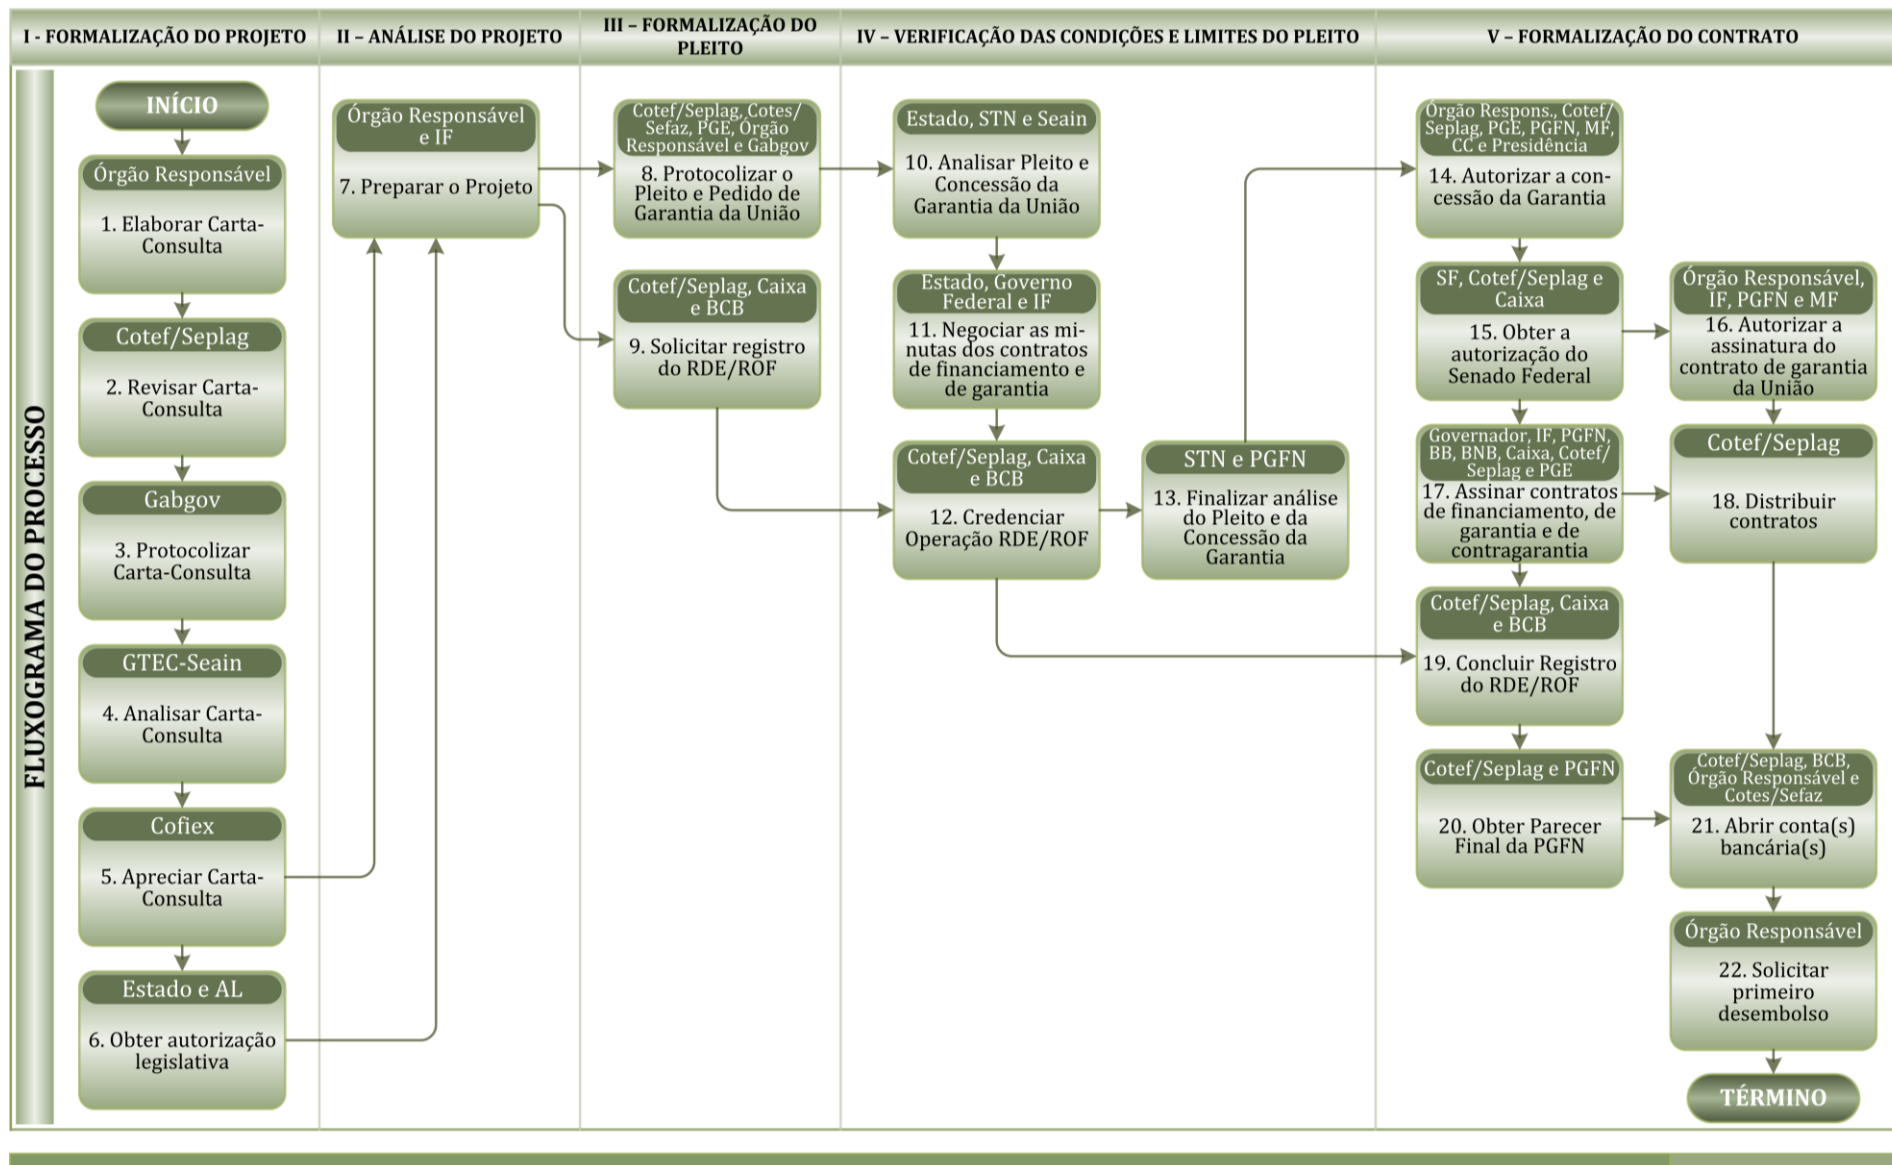 I - FORMALIZAÇÃO DO PROJETO
II – ANÁLISE DO PROJETO
III – FORMALIZAÇÃO DO
PLEITO
IV – VERIFICAÇÃO DAS CONDIÇÕES E LIMITES DO PLEITO
V – FORMALIZAÇÃO DO CONTRATO
FLUXOGRAMA DO PROCESSO
INÍCIO
Órgão Responsável
1. Elaborar Carta-
Consulta
Cotef/Seplag
2. Revisar Carta-
Consulta
Gabgov
3. Protocolizar
Carta-Consulta
GTEC-Seain
4. Analisar Carta-
Consulta
Cofiex
5. Apreciar Carta-
Consulta
Estado e AL
6. Obter autorização
legislativa
Órgão Responsável
e IF
7. Preparar o Projeto
Cotef/Seplag, Cotes/
Sefaz, PGE, Órgão
Responsável e Gabgov
8. Protocolizar o
Pleito e Pedido de
Garantia da União
Cotef/Seplag, Caixa
e BCB
9. Solicitar registro
do RDE/ROF
Estado, STN e Seain
10. Analisar Pleito e
Concessão da
Garantia da União
Estado, Governo
Federal e IF
11. Negociar as mi-
nutas dos contratos
de financiamento e
de garantia
Cotef/Seplag, Caixa
e BCB
12. Credenciar
Operação RDE/ROF
STN e PGFN
13. Finalizar análise
do Pleito e da
Concessão da
Garantia
Órgão Respons., Cotef/
Seplag, PGE, PGFN, MF,
CC e Presidência
14. Autorizar a con-
cessão da Garantia
SF, Cotef/Seplag e
Caixa
15. Obter a
autorização do
Senado Federal
Órgão Responsável,
IF, PGFN e MF
16. Autorizar a
assinatura do
contrato de garantia
da União
Governador, IF, PGFN,
BB, BNB, Caixa, Cotef/
Seplag e PGE
17. Assinar contratos
de financiamento, de
garantia e de
contragarantia
Cotef/Seplag
18. Distribuir
contratos
Cotef/Seplag, Caixa
e BCB
19. Concluir Registro
do RDE/ROF
Cotef/Seplag e PGFN
20. Obter Parecer
Final da PGFN
Cotef/Seplag, BCB,
Órgão Responsável e
Cotes/Sefaz
21. Abrir conta(s)
bancária(s)
Órgão Responsável
22. Solicitar
primeiro
desembolso
TÉRMINO